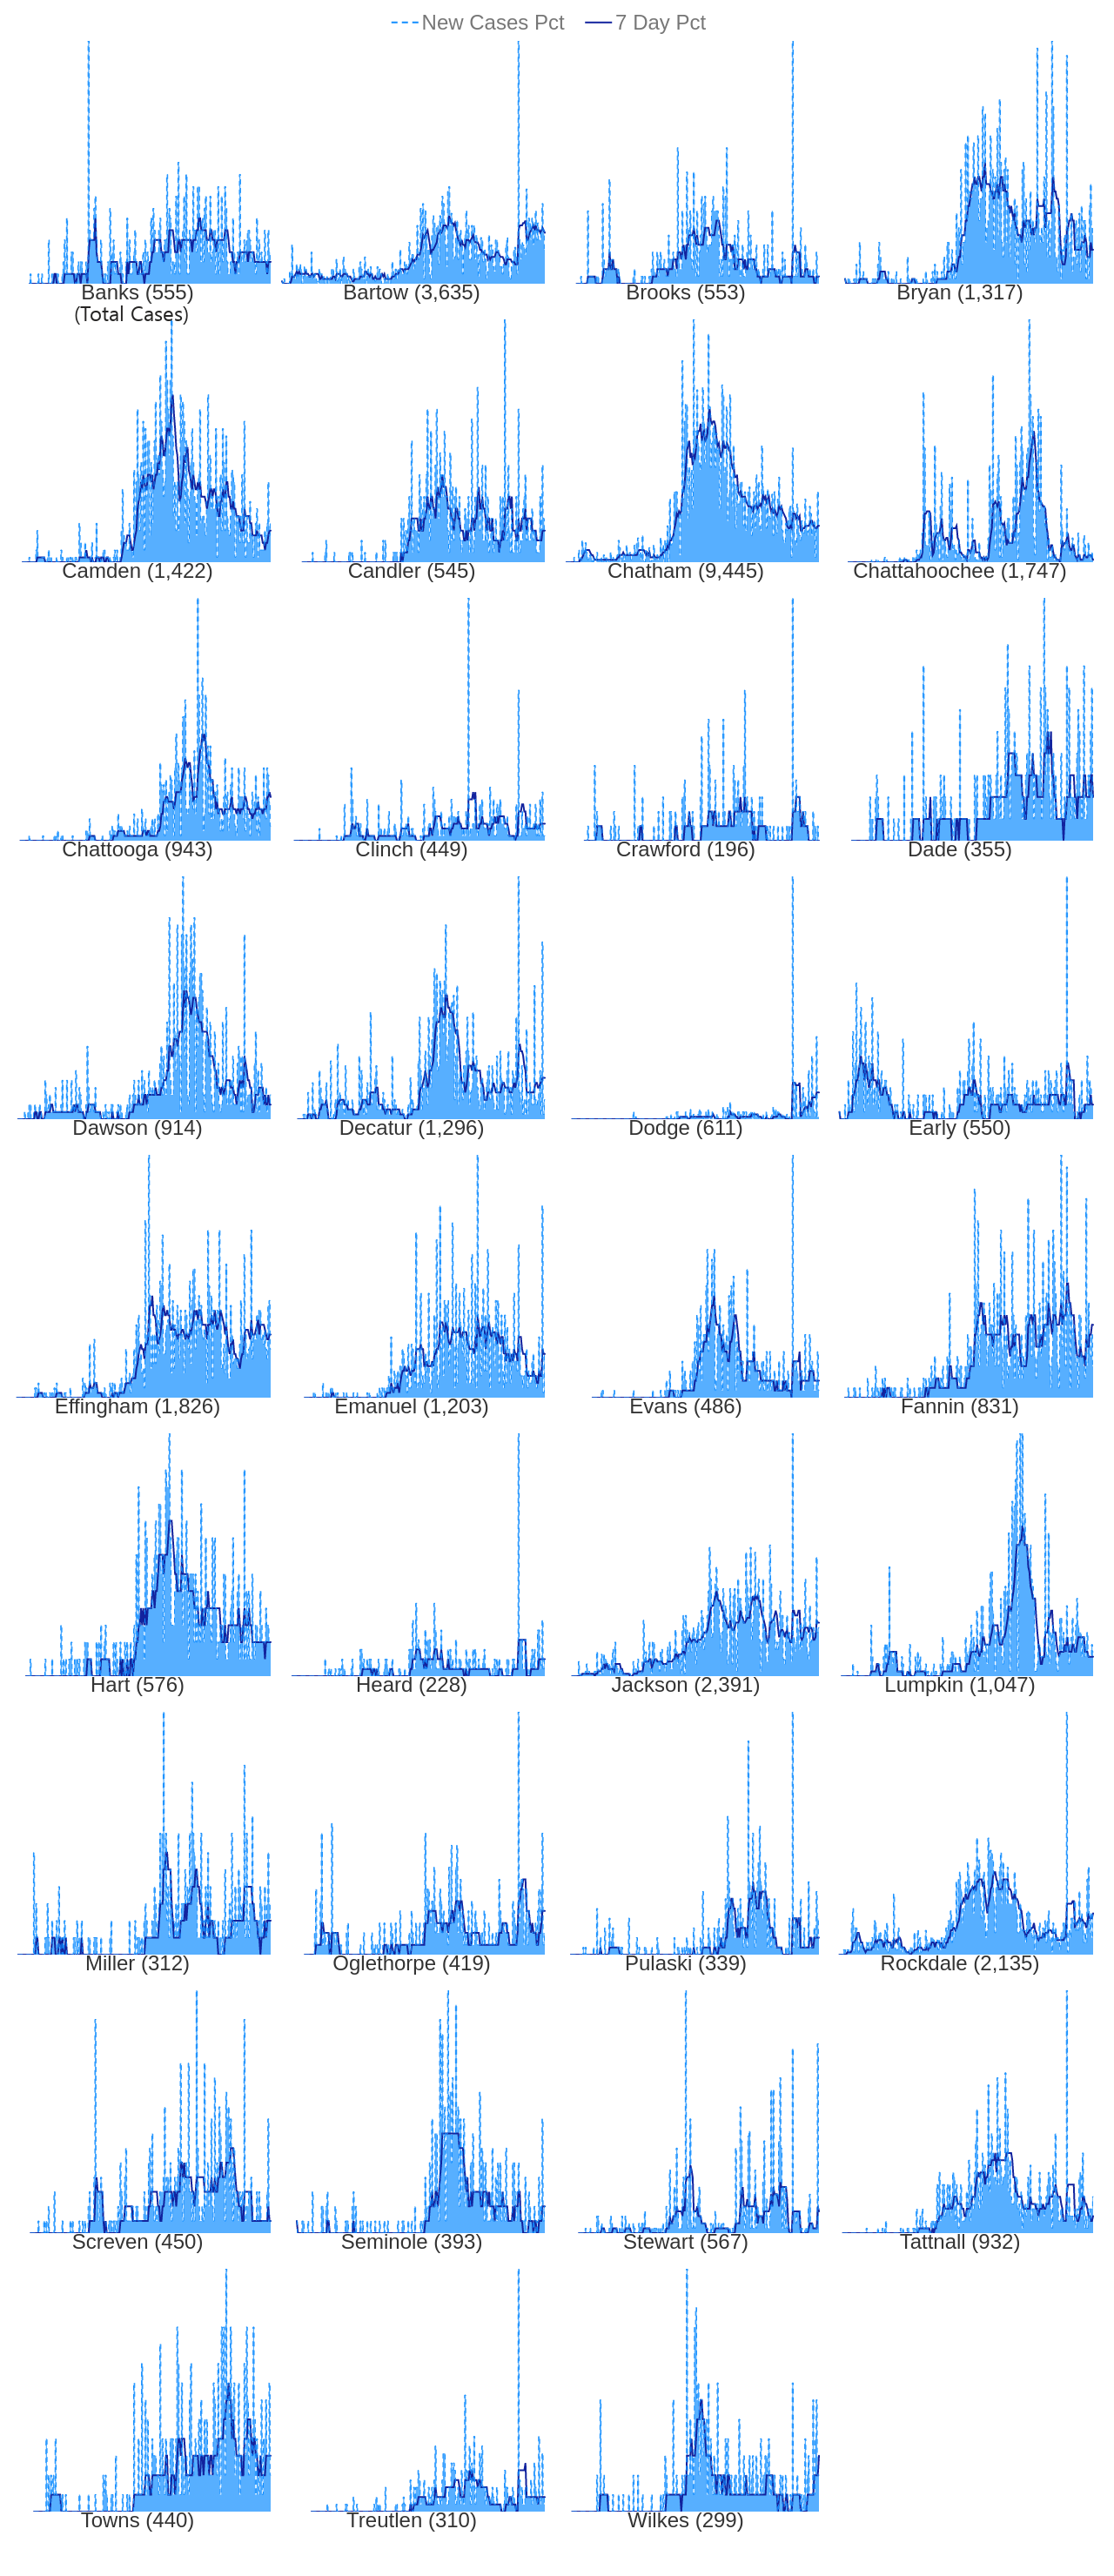 New Cases Pct 7 Day Pct
Banks (555) Bartow (3,635) Brooks (553) Bryan (1,317)
(Total Cases)
Camden (1,422) Candler (545) Chatham (9,445) Chattahoochee (1,747)
Chattooga (943) Clinch (449) Crawford (196) Dade (355)
Dawson (914) Decatur (1,296) Dodge (611) Early (550)
Effingham (1,826) Emanuel (1,203) Evans (486) Fannin (831)
Hart (576) Heard (228) Jackson (2,391) Lumpkin (1,047)
Miller (312) Oglethorpe (419) Pulaski (339) Rockdale (2,135)
Screven (450) Seminole (393) Stewart (567) Tattnall (932)
Towns (440) Treutlen (310) Wilkes (299)